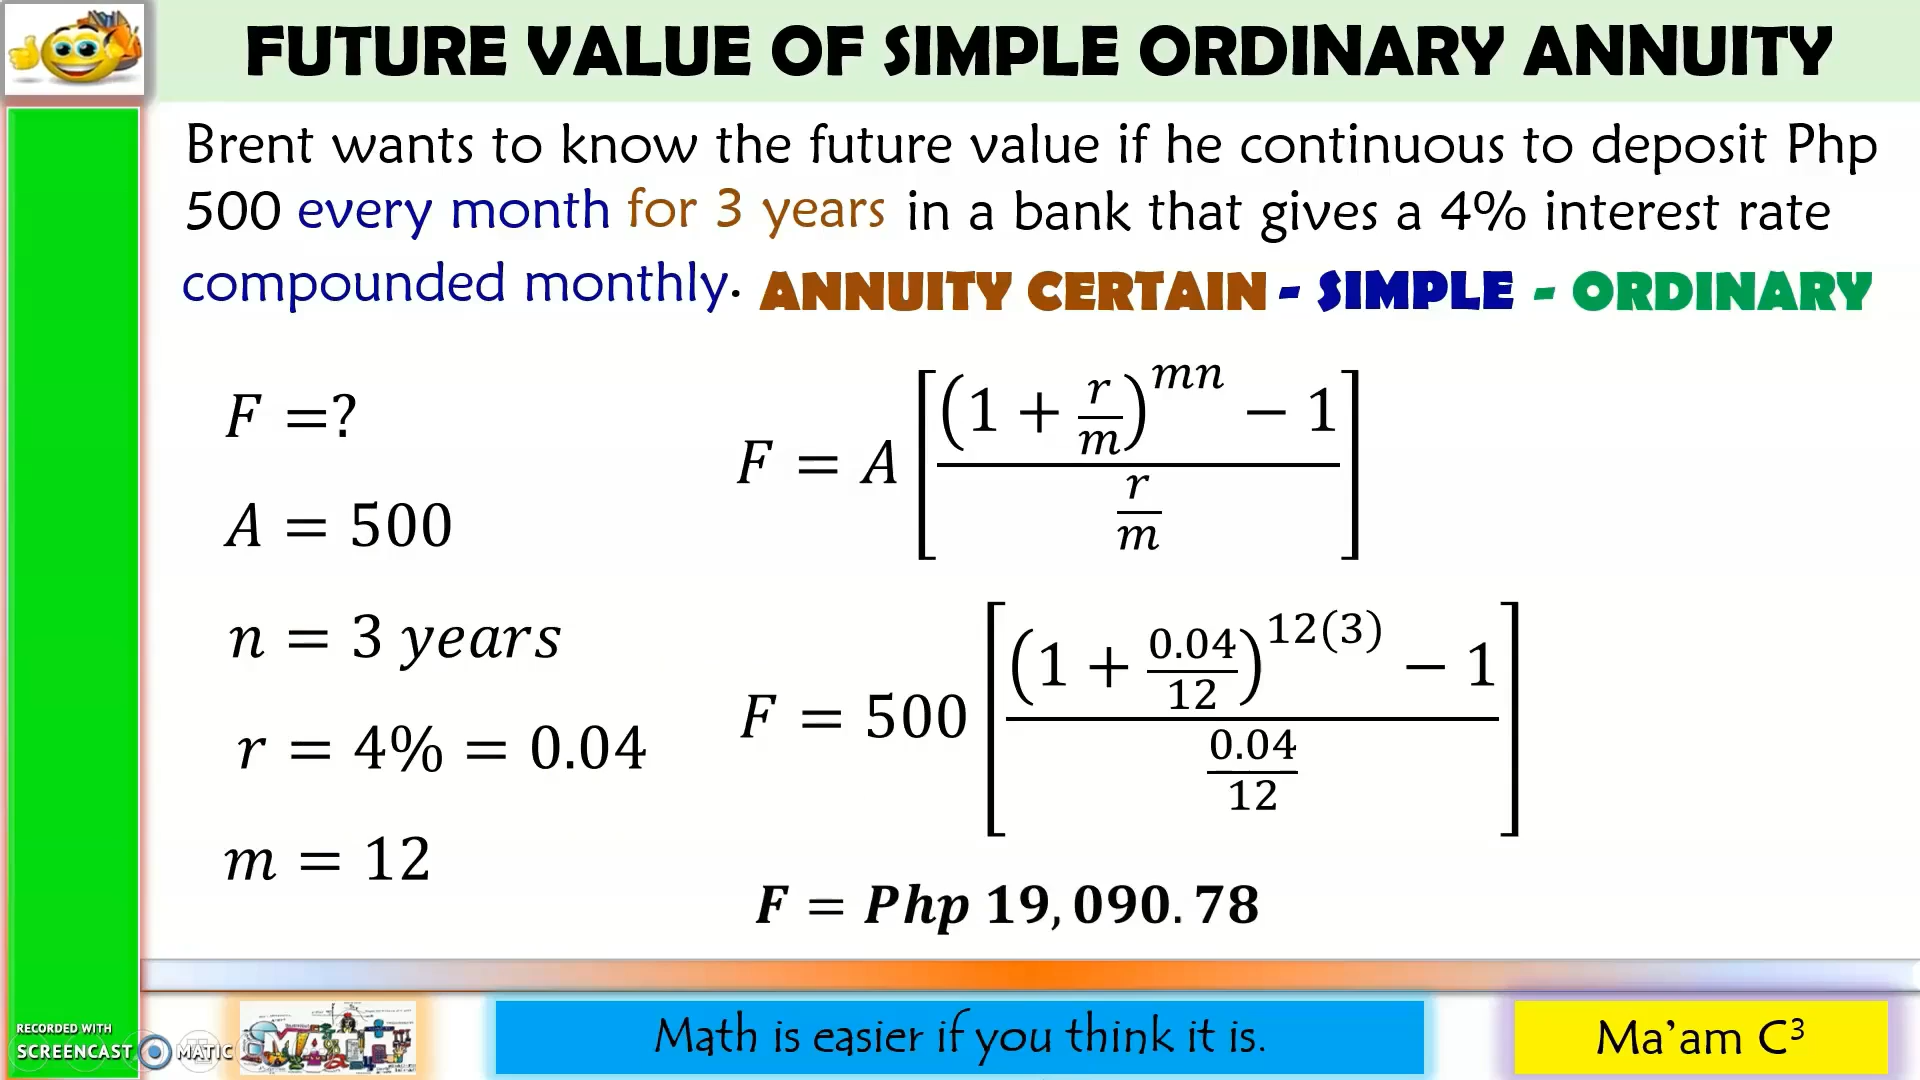 FUTURE VALUE OF SIMPLE ORDINARY ANNUITY
Brent wants to know the future value if he continuous to deposit Php
500 every month for 3 years in a bank that gives a 4% interest rate
compounded monthly. ANNUITY CERTAIN - SIMPLE - ORDINARY
F =?
A = 500
n = 3 years
r = 4% = 0.04
m = 12
F = A [((1 + r/m)^mn − 1) / (r/m)]
F = 500 [((1 + 0.04/12)^12(3) − 1) / (0.04/12)]
F = Php 19,090.78
RECORDED WITH
SCREENCAST MATIC
MATH
Math is easier if you think it is.
Ma'am C³